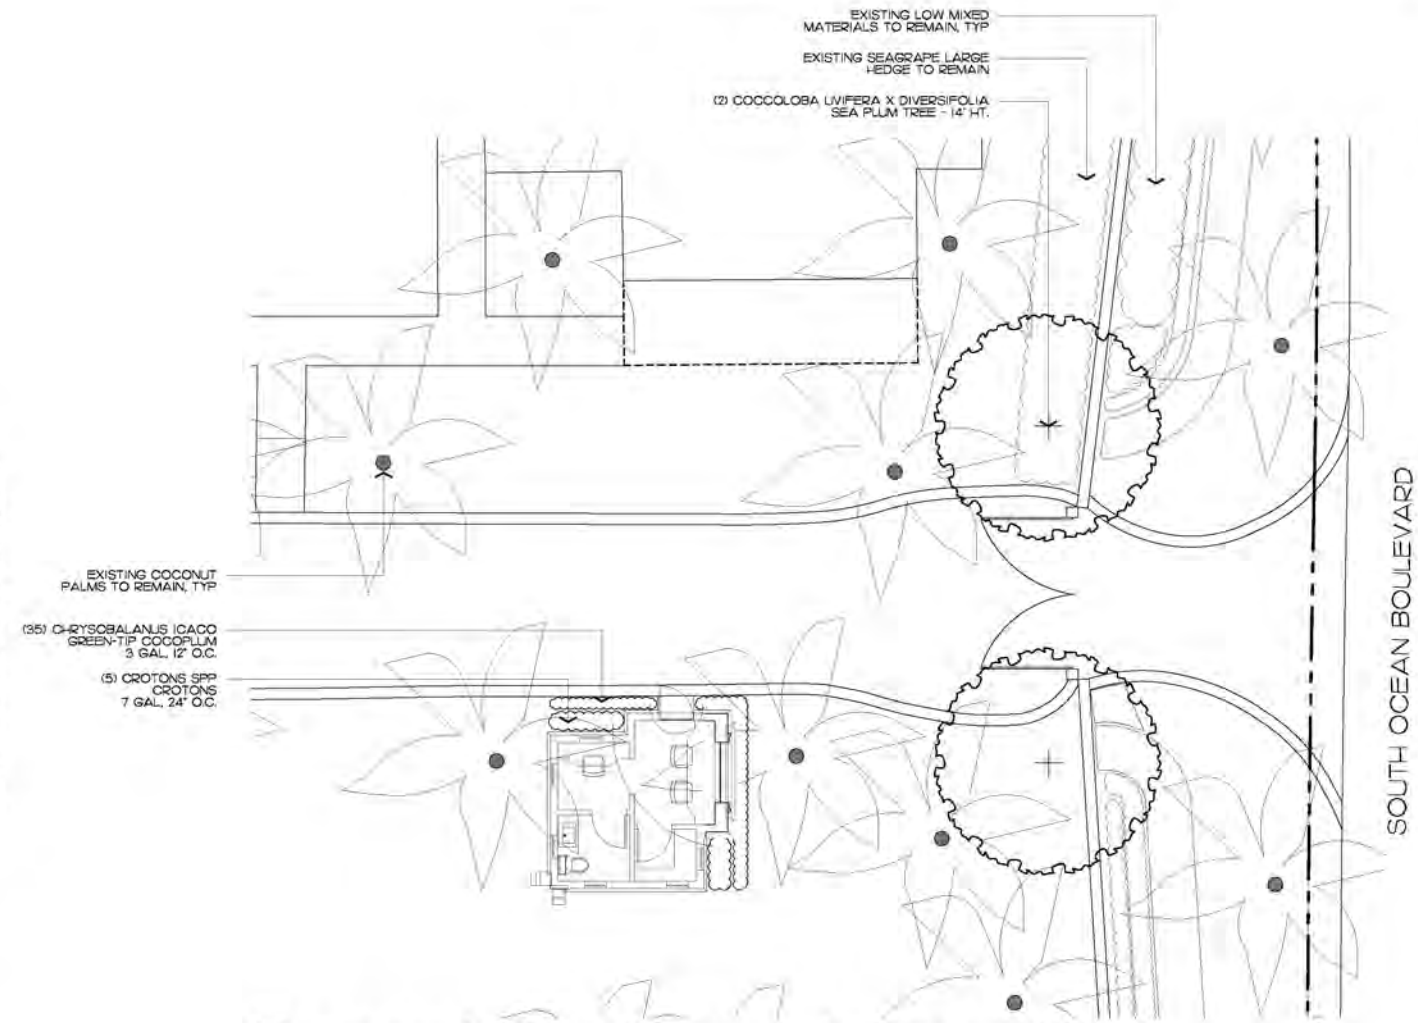 EXISTING LOW MIXED
MATERIALS TO REMAIN, TYP
EXISTING SEAGRAPE LARGE
HEDGE TO REMAIN
(2) COCCOLOBA UVIFERA X DIVERSIFOLIA
SEA PLUM TREE - 14' HT.
EXISTING COCONUT
PALMS TO REMAIN, TYP
(35) CHRYSOBALANUS ICACO
GREEN-TIP COCOPLUM
3 GAL, 12" O.C.
(5) CROTONS SPP
CROTONS
7 GAL, 24" O.C.
SOUTH OCEAN BOULEVARD